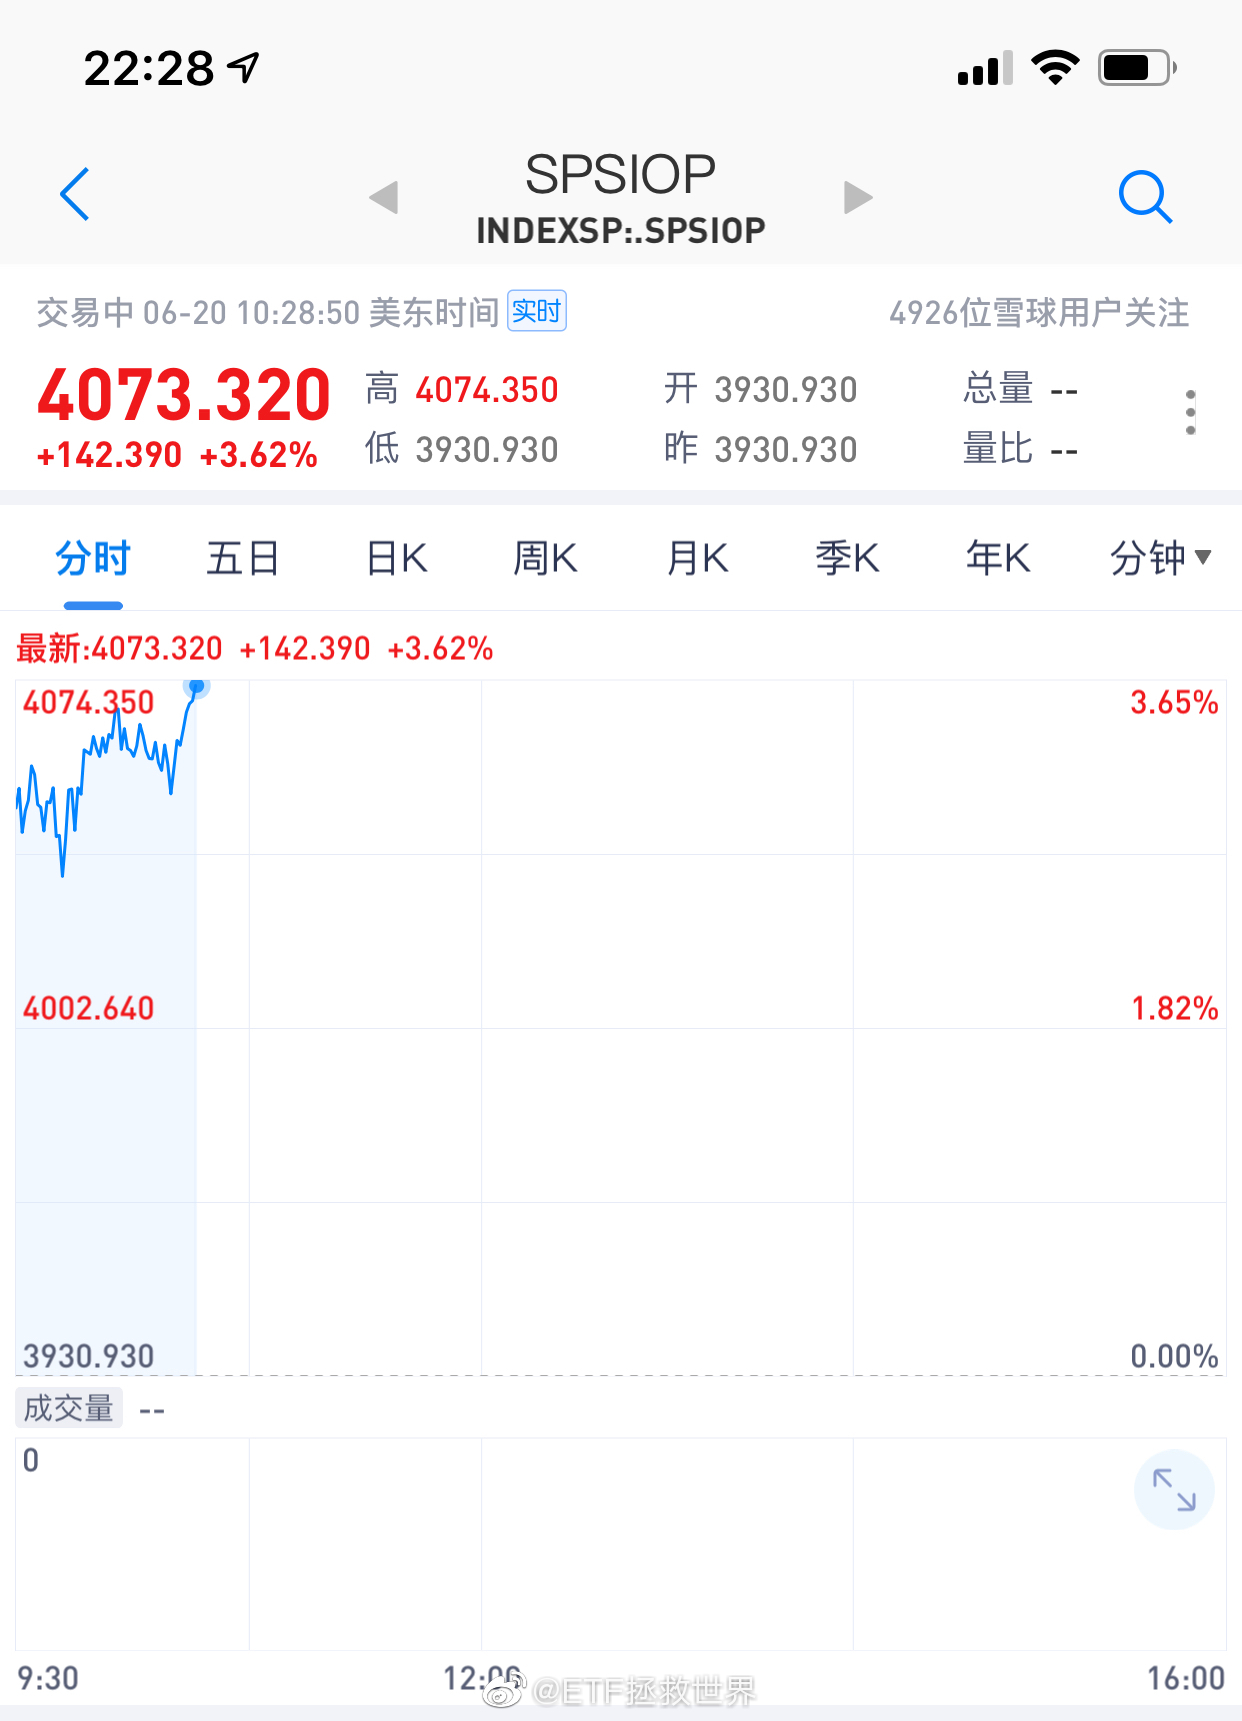 22:28
SPSIOP
INDEXSP:.SPSIOP
交易中 06-20 10:28:50 美东时间 实时 4926位雪球用户关注
4073.320 高 4074.350 开 3930.930 总量 --
+142.390 +3.62% 低 3930.930 昨 3930.930 量比 --
分时 五日 日K 周K 月K 季K 年K 分钟
最新:4073.320 +142.390 +3.62%
4074.350 3.65%
4002.640 1.82%
3930.930 0.00%
成交量 --
0
9:30 12:00 16:00
@ETF拯救世界